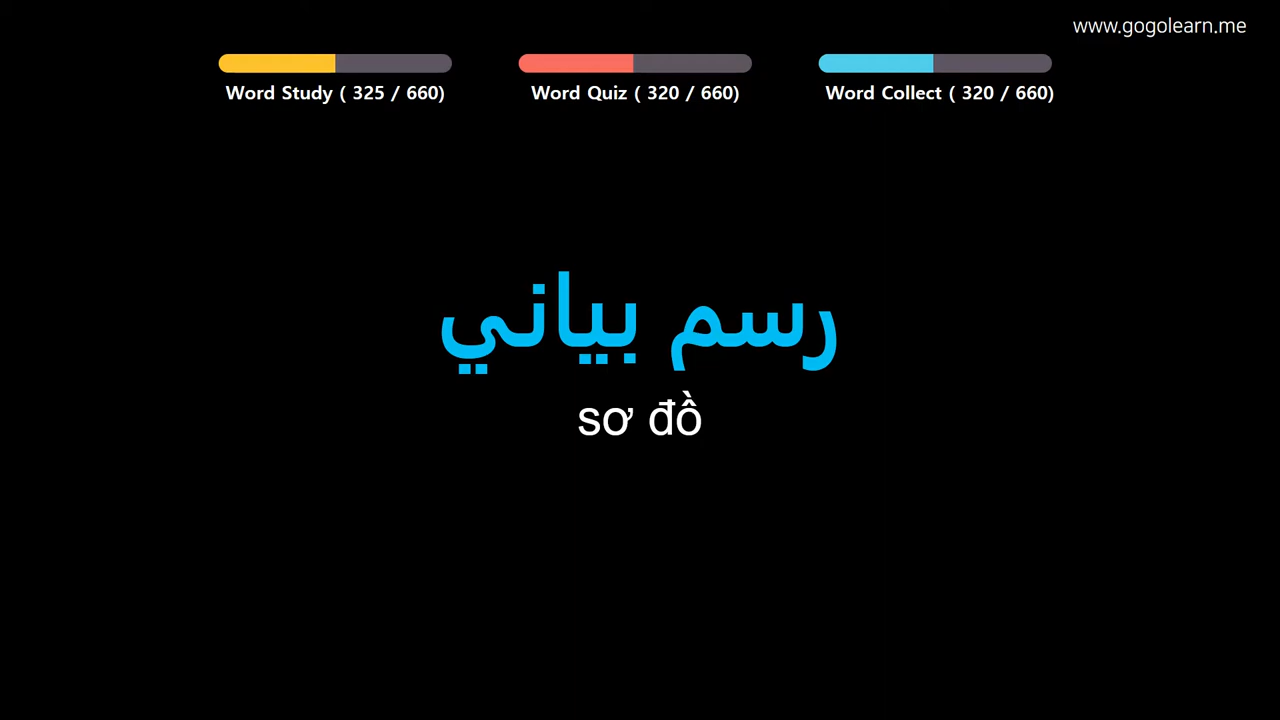 www.gogolearn.me
Word Study ( 325 / 660)
Word Quiz ( 320 / 660)
Word Collect ( 320 / 660)
رسم بياني
sơ đồ